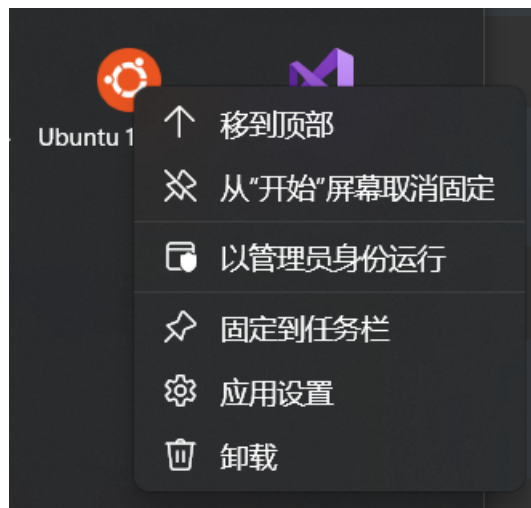 Ubuntu 1
移到顶部
从"开始"屏幕取消固定
以管理员身份运行
固定到任务栏
应用设置
卸载